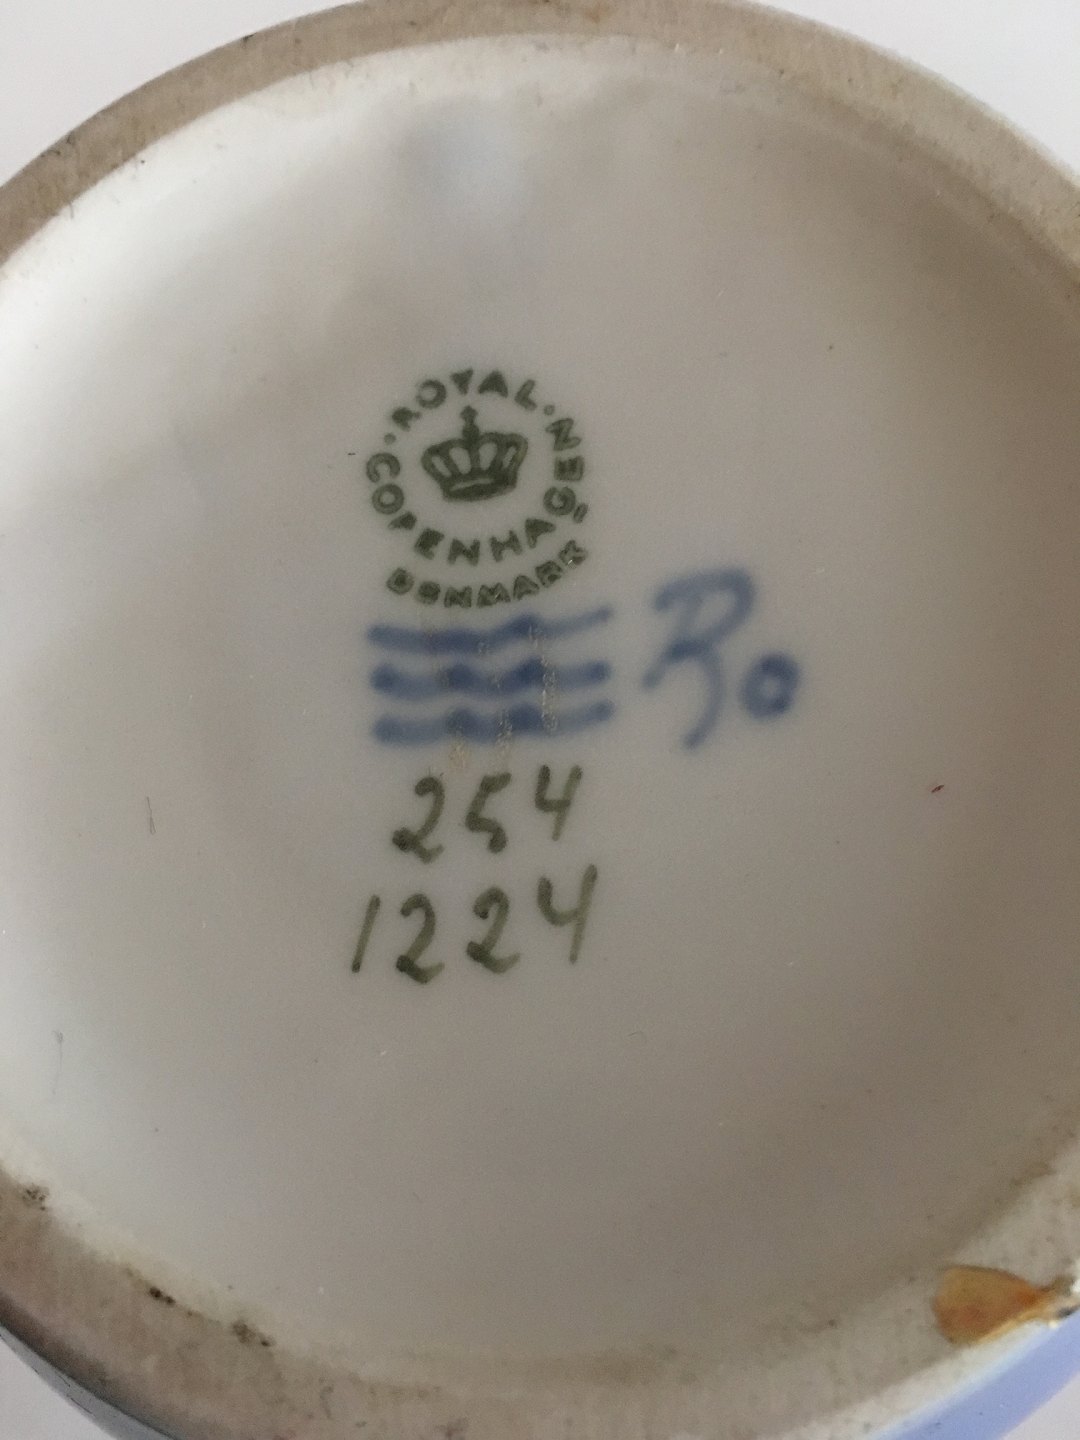 ROYAL · COPENHAGEN ·
DENMARK
Ro
254
1224